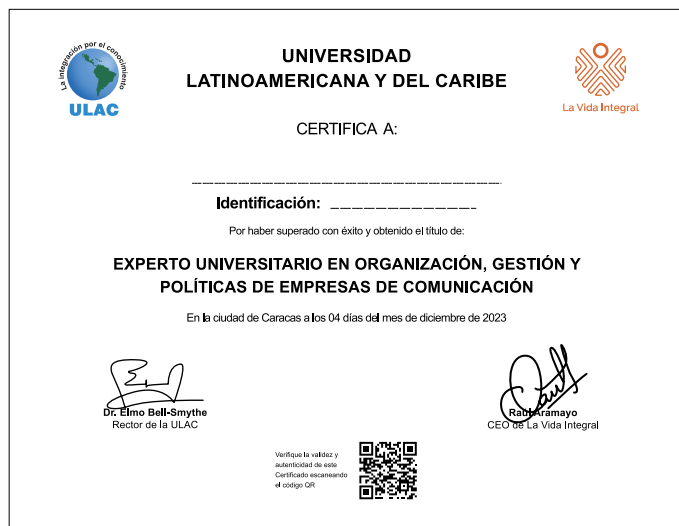 La integración por el conocimiento
ULAC
UNIVERSIDAD
LATINOAMERICANA Y DEL CARIBE
La Vida Integral
CERTIFICA A:
Identificación:
Por haber superado con éxito y obtenido el título de:
EXPERTO UNIVERSITARIO EN ORGANIZACIÓN, GESTIÓN Y
POLÍTICAS DE EMPRESAS DE COMUNICACIÓN
En la ciudad de Caracas a los 04 días del mes de diciembre de 2023
Dr. Elmo Bell-Smythe
Rector de la ULAC
Raúl Aramayo
CEO de La Vida Integral
Verifique la validez y
autenticidad de este
Certificado escaneando
el código QR